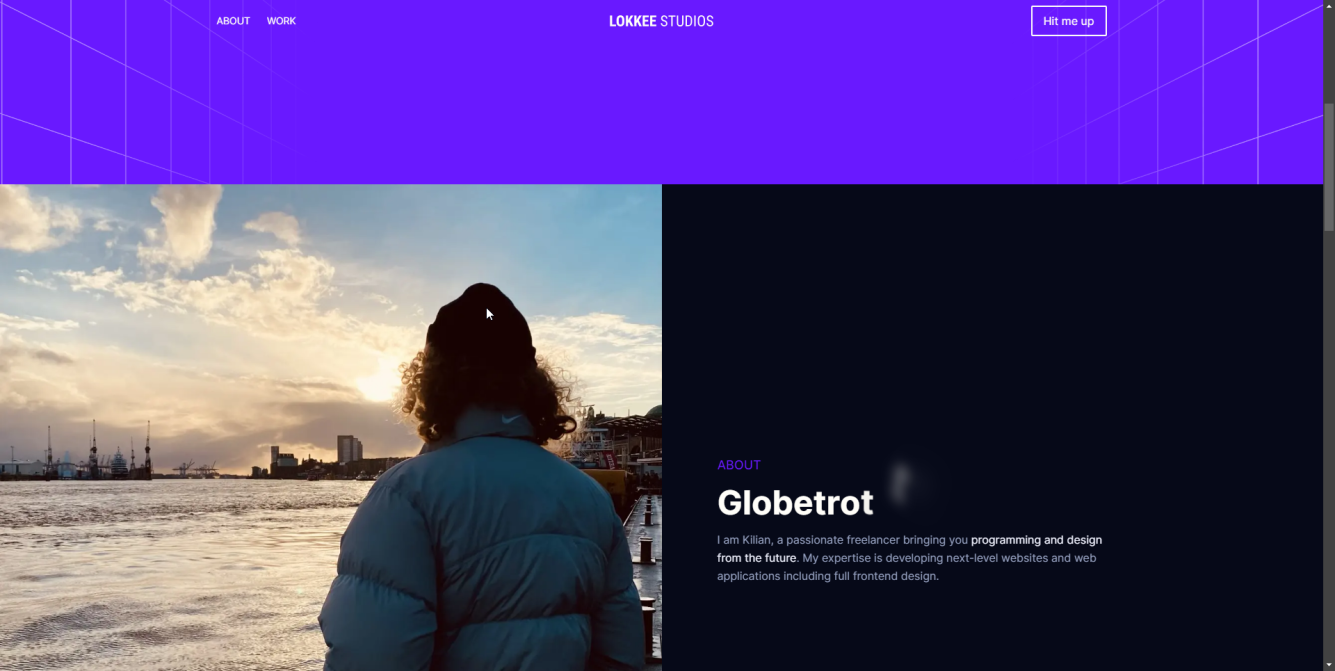 ABOUT WORK LOKKEE STUDIOS Hit me up
ABOUT
Globetrot
I am Kilian, a passionate freelancer bringing you programming and design
from the future. My expertise is developing next-level websites and web
applications including full frontend design.